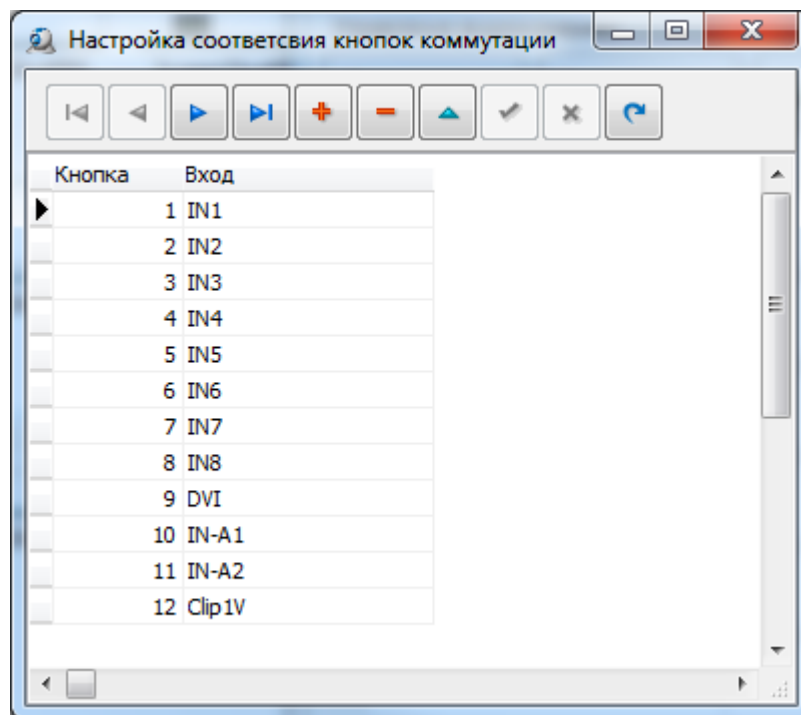 Настройка соответсвия кнопок коммутации
Кнопка Вход
1 IN1
2 IN2
3 IN3
4 IN4
5 IN5
6 IN6
7 IN7
8 IN8
9 DVI
10 IN-A1
11 IN-A2
12 Clip1V